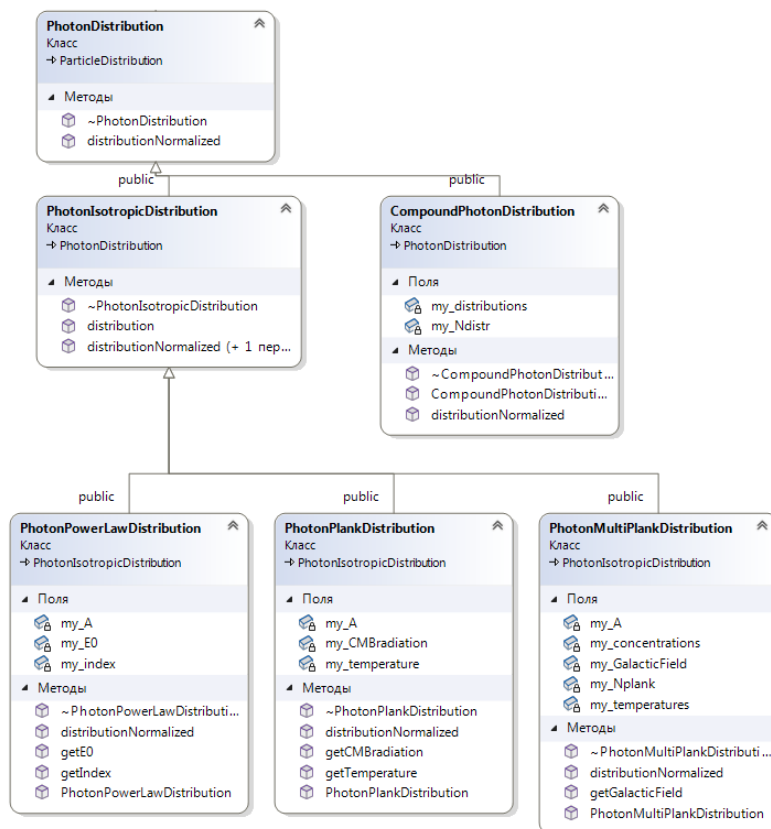 PhotonDistribution
Класс
ParticleDistribution
Методы
~PhotonDistribution
distributionNormalized
public
public
PhotonIsotropicDistribution
Класс
PhotonDistribution
Методы
~PhotonIsotropicDistribution
distribution
distributionNormalized (+ 1 пер...
CompoundPhotonDistribution
Класс
PhotonDistribution
Поля
my_distributions
my_Ndistr
Методы
~CompoundPhotonDistribut...
CompoundPhotonDistributi...
distributionNormalized
public
public
public
PhotonPowerLawDistribution
Класс
PhotonIsotropicDistribution
Поля
my_A
my_E0
my_index
Методы
~PhotonPowerLawDistributi...
distributionNormalized
getE0
getIndex
PhotonPowerLawDistribution
PhotonPlankDistribution
Класс
PhotonIsotropicDistribution
Поля
my_A
my_CMBradiation
my_temperature
Методы
~PhotonPlankDistribution
distributionNormalized
getCMBradiation
getTemperature
PhotonPlankDistribution
PhotonMultiPlankDistribution
Класс
PhotonIsotropicDistribution
Поля
my_A
my_concentrations
my_GalacticField
my_Nplank
my_temperatures
Методы
~PhotonMultiPlankDistributi...
distributionNormalized
getGalacticField
PhotonMultiPlankDistribution